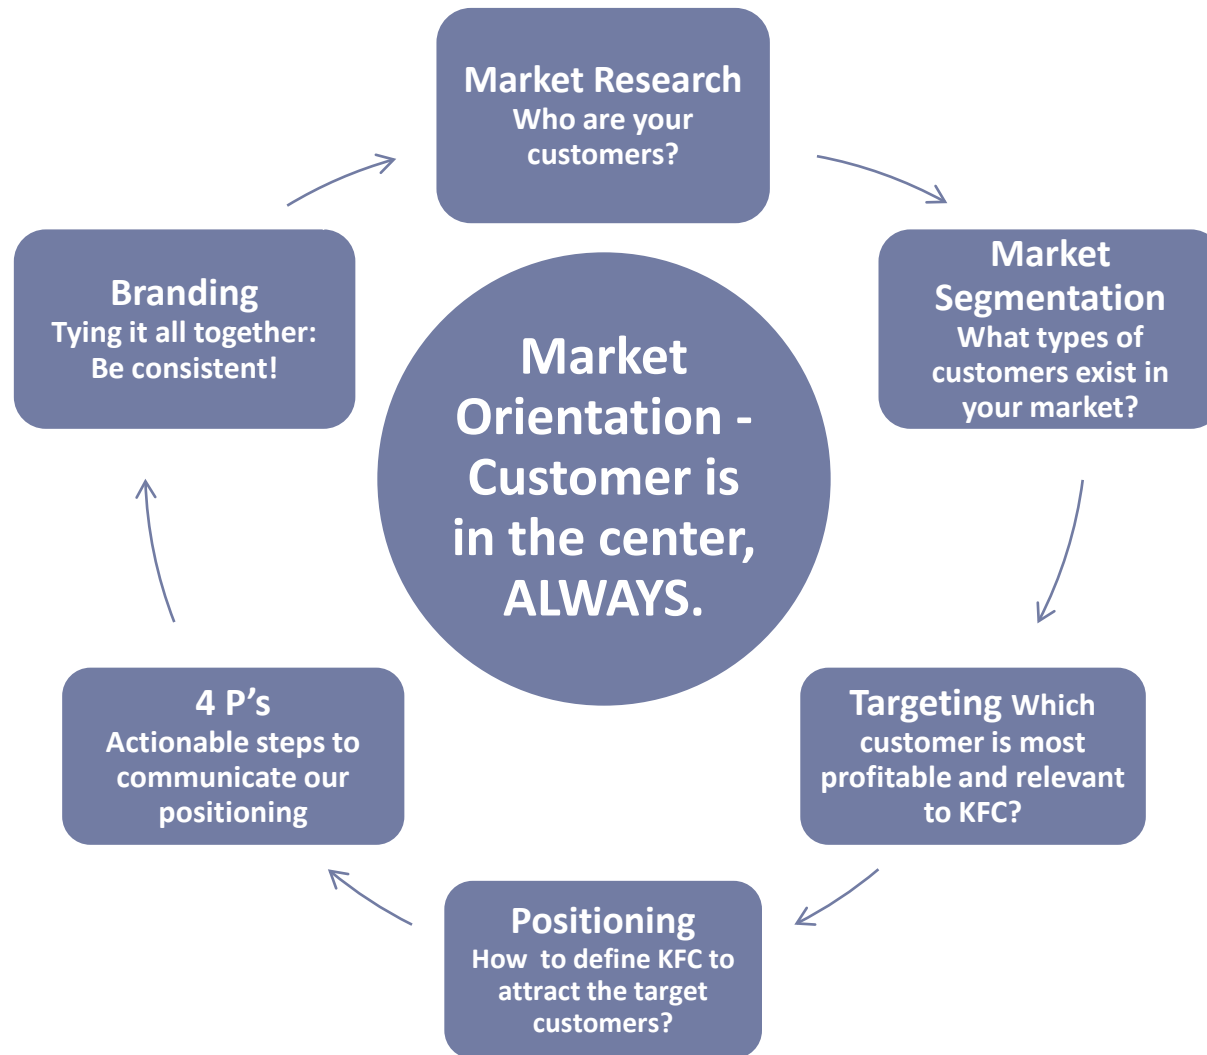 Market Research
Who are your
customers?
Market
Segmentation
What types of
customers exist in
your market?
Targeting Which
customer is most
profitable and relevant
to KFC?
Positioning
How  to define KFC to
attract the target
customers?
4 P’s
Actionable steps to
communicate our
positioning
Branding
Tying it all together:
Be consistent!
Market
Orientation -
Customer is
in the center,
ALWAYS.